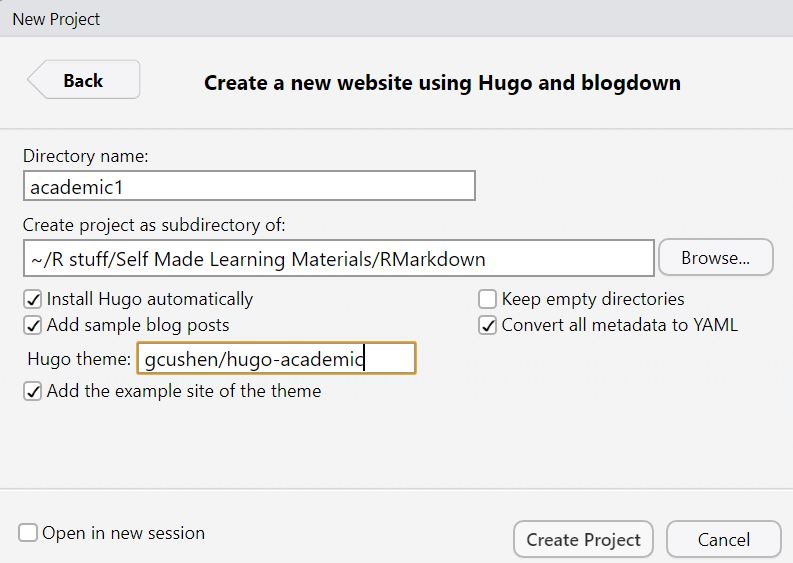 New Project
Back
Create a new website using Hugo and blogdown
Directory name:
academic1
Create project as subdirectory of:
~/R stuff/Self Made Learning Materials/RMarkdown
Browse...
Install Hugo automatically
Keep empty directories
Add sample blog posts
Convert all metadata to YAML
Hugo theme: gcushen/hugo-academic
Add the example site of the theme
Open in new session
Create Project
Cancel